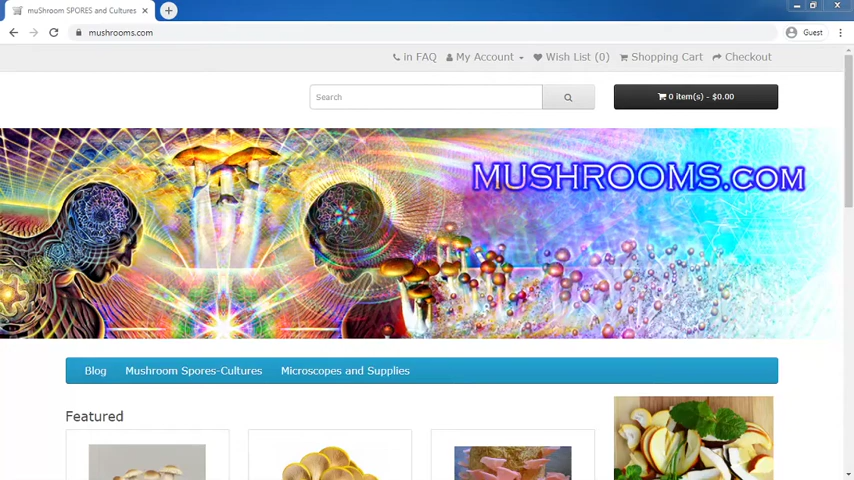 muShroom SPORES and Cultures
mushrooms.com
Guest
in FAQ My Account Wish List (0) Shopping Cart Checkout
Search
0 item(s) - $0.00
MUSHROOMS.COM
Blog Mushroom Spores-Cultures Microscopes and Supplies
Featured